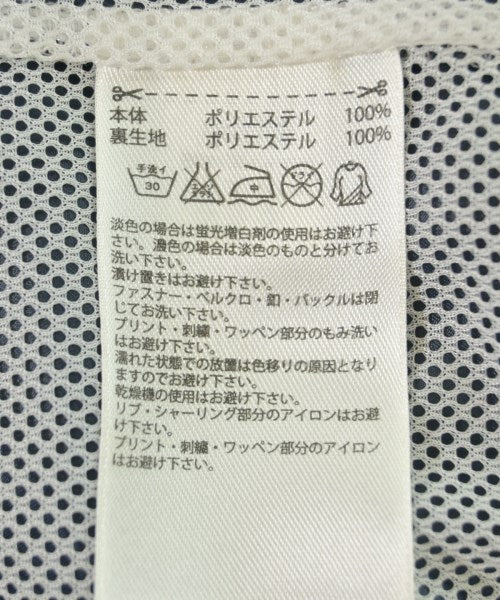 本体 ポリエステル 100%
裏生地 ポリエステル 100%
手洗イ 30 エンソ 中 ドライ
淡色の場合は蛍光増白剤の使用はお避け下
さい。濃色の場合は淡色のものと分けてお
洗い下さい。
漬け置きはお避け下さい。
ファスナー・ベルクロ・釦・バックルは閉
じてお洗い下さい。
プリント・刺繍・ワッペン部分のもみ洗い
はお避け下さい。
濡れた状態での放置は色移りの原因となり
ますのでお避け下さい。
乾燥機の使用はお避け下さい。
リブ・シャーリング部分のアイロンはお避
け下さい。
プリント・刺繍・ワッペン部分のアイロン
はお避け下さい。